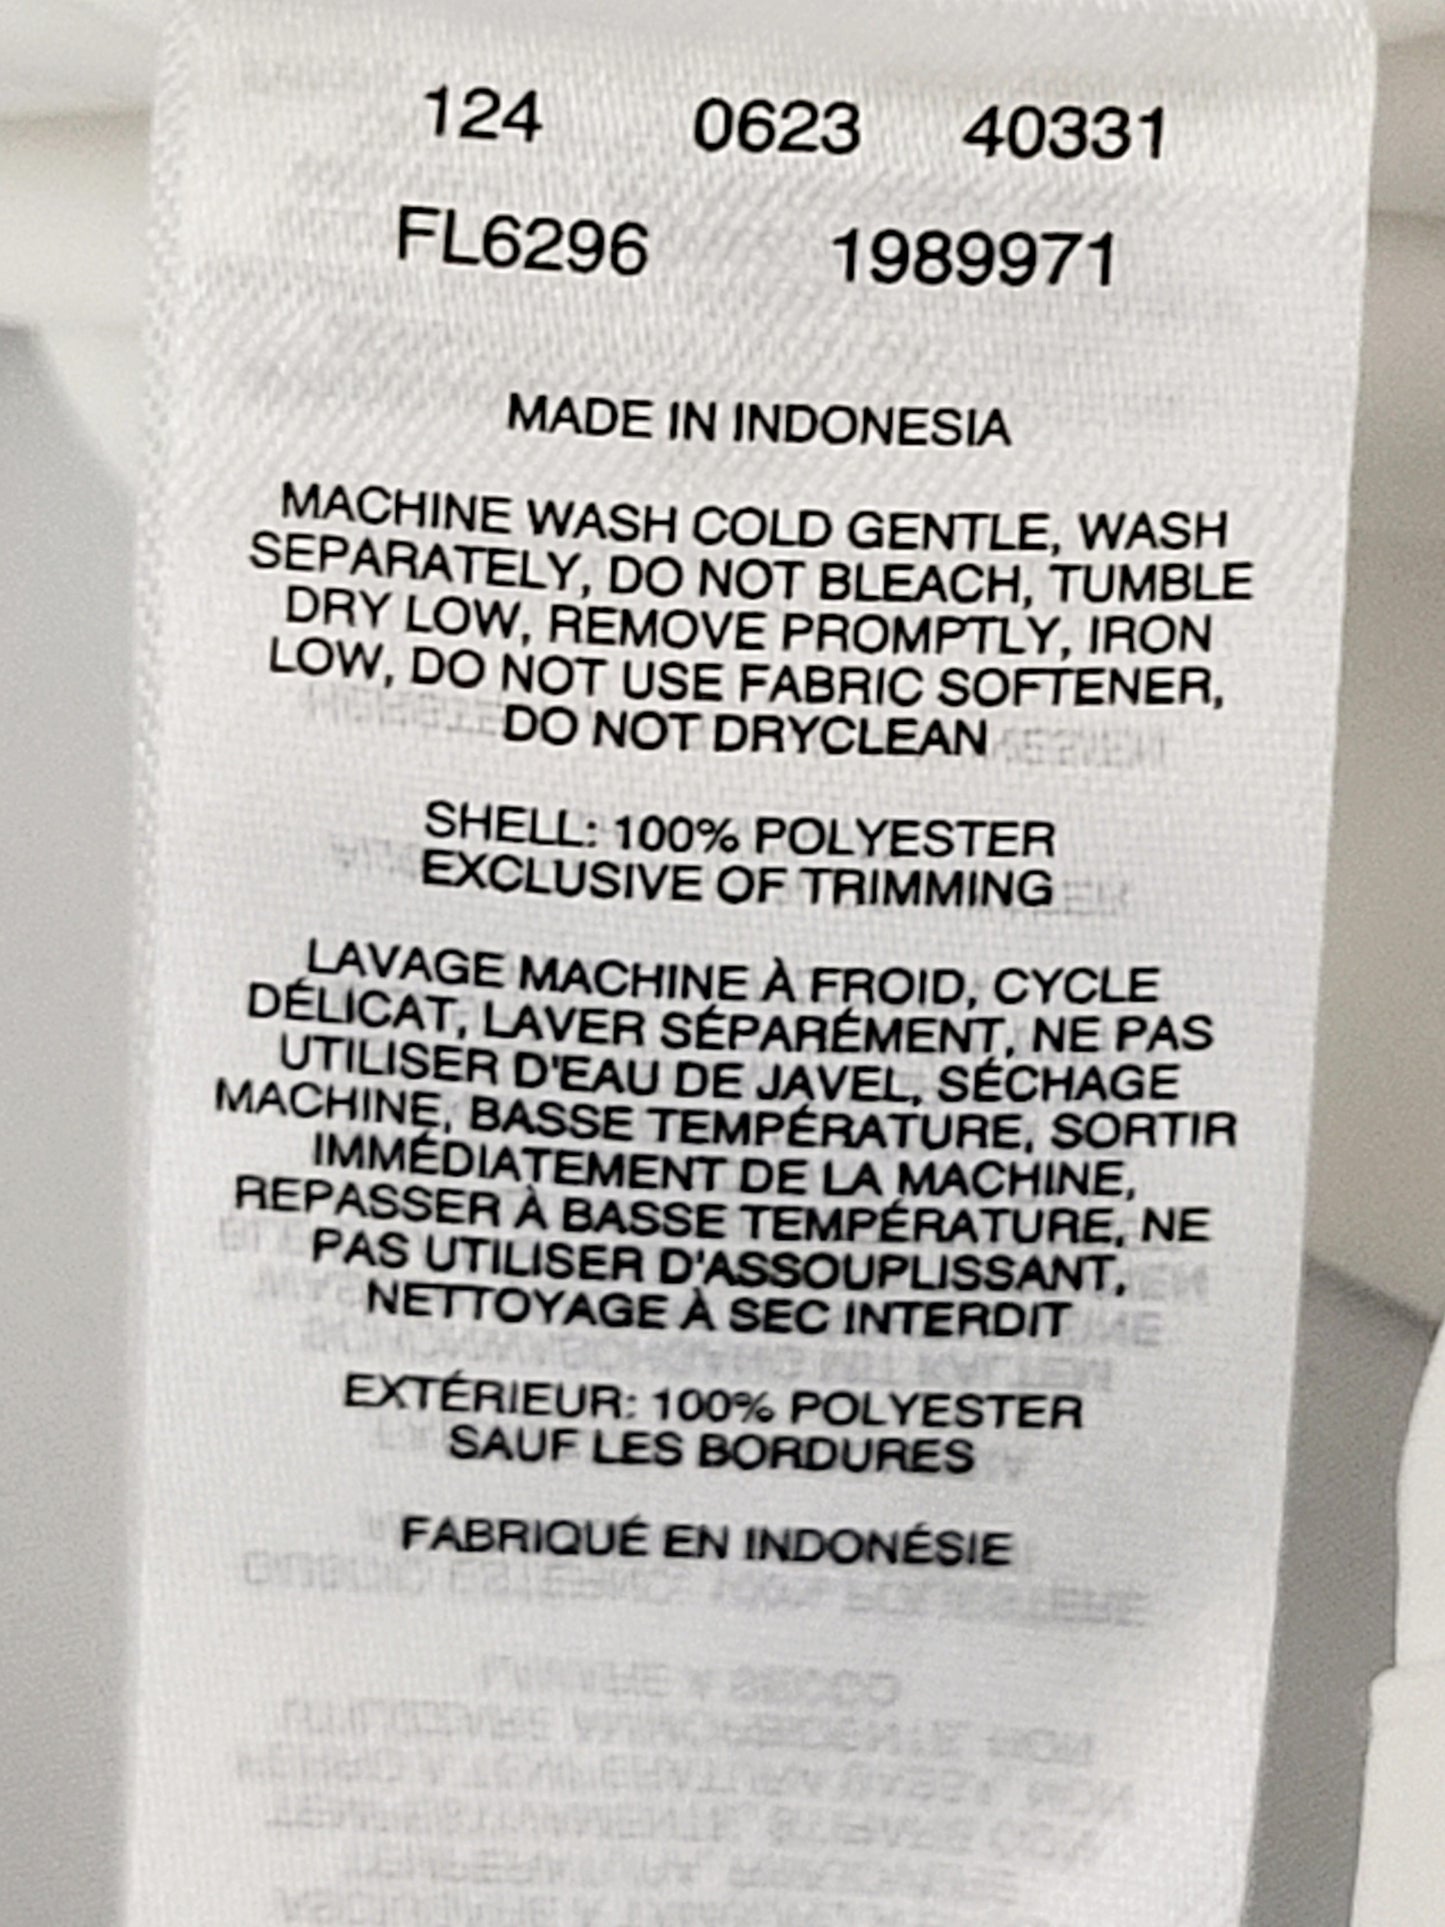 124 0623 40331
FL6296 1989971
MADE IN INDONESIA
MACHINE WASH COLD GENTLE, WASH
SEPARATELY, DO NOT BLEACH, TUMBLE
DRY LOW, REMOVE PROMPTLY, IRON
LOW, DO NOT USE FABRIC SOFTENER,
DO NOT DRYCLEAN
SHELL: 100% POLYESTER
EXCLUSIVE OF TRIMMING
LAVAGE MACHINE À FROID, CYCLE
DÉLICAT, LAVER SÉPARÉMENT, NE PAS
UTILISER D'EAU DE JAVEL, SÉCHAGE
MACHINE, BASSE TEMPÉRATURE, SORTIR
IMMÉDIATEMENT DE LA MACHINE,
REPASSER À BASSE TEMPÉRATURE, NE
PAS UTILISER D'ASSOUPLISSANT,
NETTOYAGE À SEC INTERDIT
EXTÉRIEUR: 100% POLYESTER
SAUF LES BORDURES
FABRIQUÉ EN INDONÉSIE